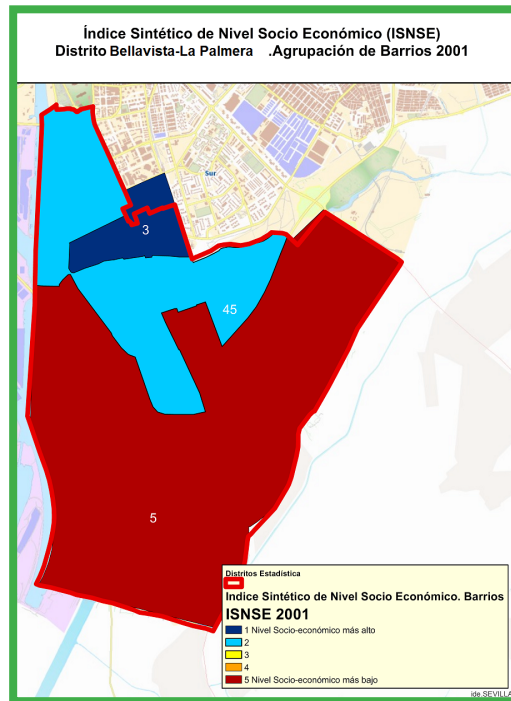 Índice Sintético de Nivel Socio Económico (ISNSE)
Distrito Bellavista-La Palmera .Agrupación de Barrios 2001
Sur
3
45
5
Distritos Estadística
Indice Sintético de Nivel Socio Económico. Barrios
ISNSE 2001
1 Nivel Socio-económico más alto
2
3
4
5 Nivel Socio-económico más bajo
ide.SEVILLA